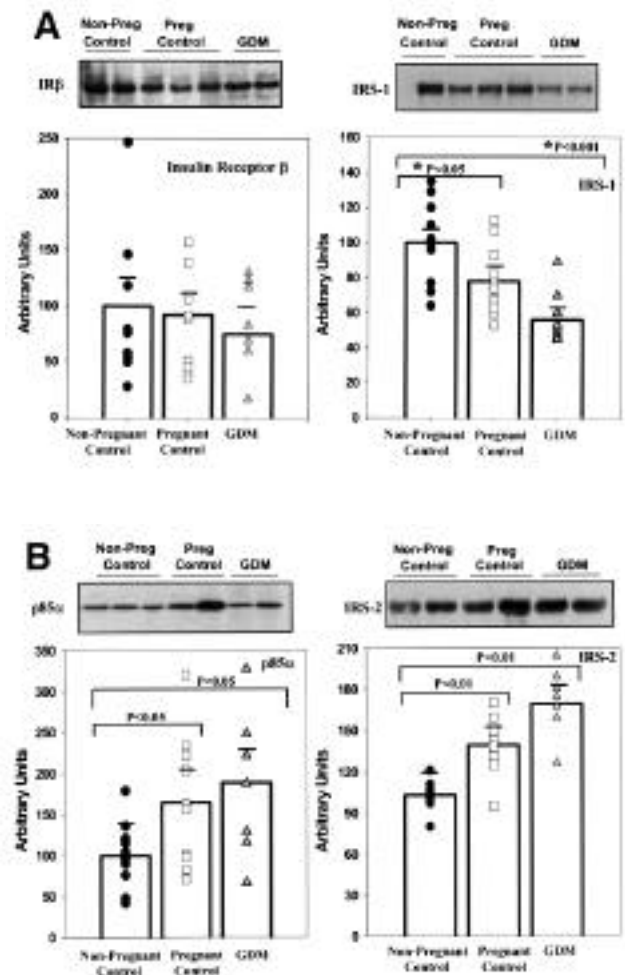 A
Non-Preg Control
Preg Control
GDM
IRβ
Non-Preg Control
Preg Control
GDM
IRS-1
250
200
150
100
50
0
Arbitrary Units
Insulin Receptor β
Non-Pregnant Control
Pregnant Control
GDM
160
140
120
100
80
60
40
20
0
Arbitrary Units
*P<0.001
*P<0.05
IRS-1
Non-Pregnant Control
Pregnant Control
GDM
B
Non-Preg Control
Preg Control
GDM
p85α
Non-Preg Control
Preg Control
GDM
IRS-2
350
300
250
200
150
100
50
0
Arbitrary Units
p85α
P<0.05
P<0.05
Non-Pregnant Control
Pregnant Control
GDM
210
180
150
120
90
60
30
0
Arbitrary Units
IRS-2
P<0.01
P<0.01
Non-Pregnant Control
Pregnant Control
GDM